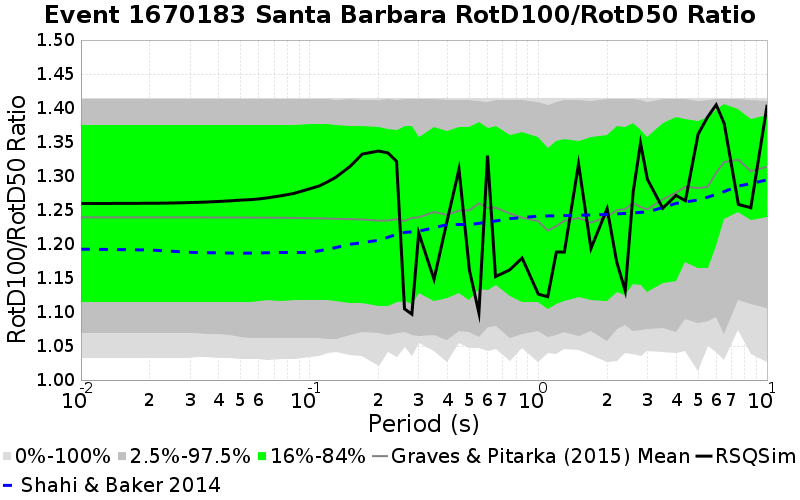 Event 1670183 Santa Barbara RotD100/RotD50 Ratio
RotD100/RotD50 Ratio
1.50
1.45
1.40
1.35
1.30
1.25
1.20
1.15
1.10
1.05
1.00
10-2 2 3 4 5 6 10-1 2 3 4 5 6 7 100 2 3 4 5 6 7 101
Period (s)
0%-100% 2.5%-97.5% 16%-84% Graves & Pitarka (2015) Mean RSQSim
Shahi & Baker 2014